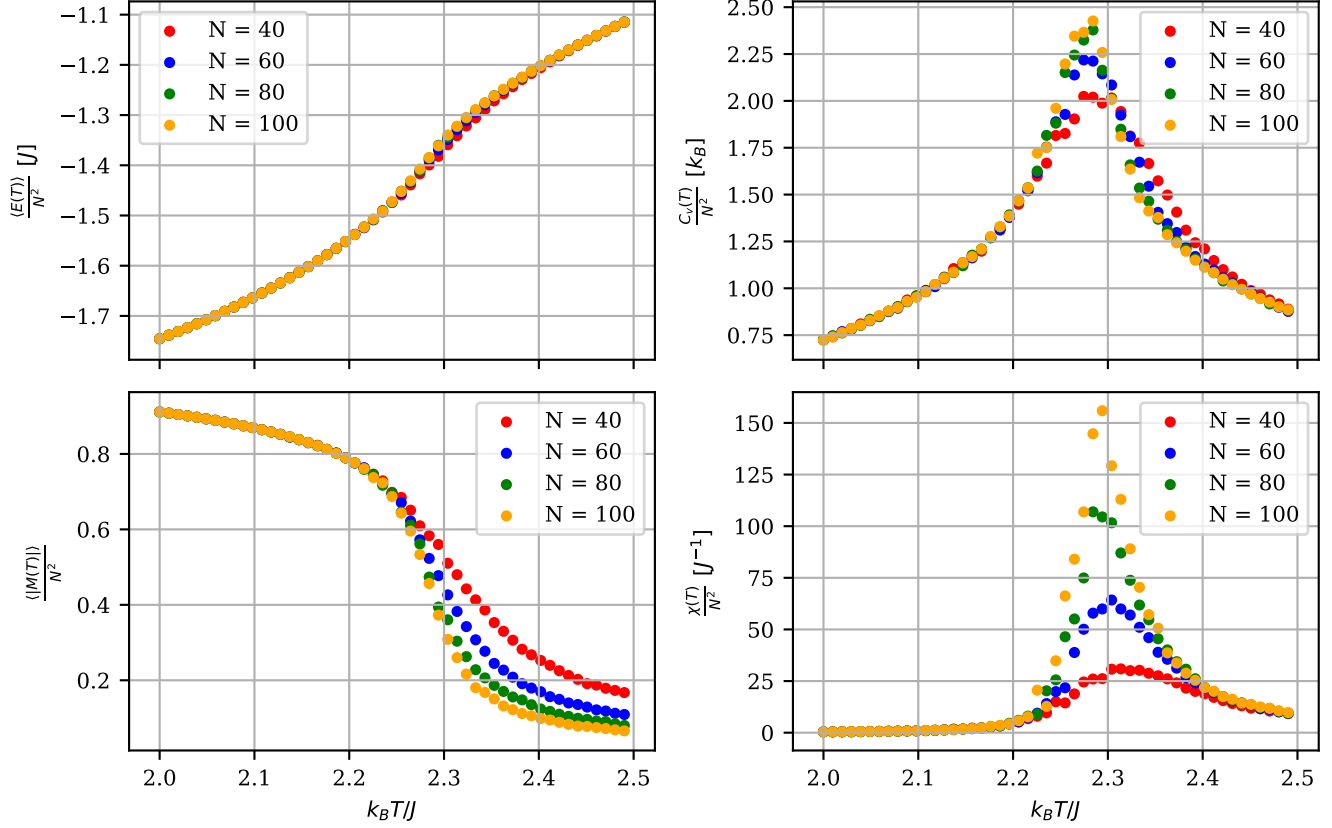 −1.1
−1.2
−1.3
−1.4
−1.5
−1.6
−1.7
⟨E(T)⟩/N² [J]
N = 40
N = 60
N = 80
N = 100
2.50
2.25
2.00
1.75
1.50
1.25
1.00
0.75
C_v(T)/N² [k_B]
N = 40
N = 60
N = 80
N = 100
0.8
0.6
0.4
0.2
⟨|M(T)|⟩/N²
N = 40
N = 60
N = 80
N = 100
2.0 2.1 2.2 2.3 2.4 2.5
k_BT/J
150
125
100
75
50
25
0
χ(T)/N² [J⁻¹]
N = 40
N = 60
N = 80
N = 100
2.0 2.1 2.2 2.3 2.4 2.5
k_BT/J